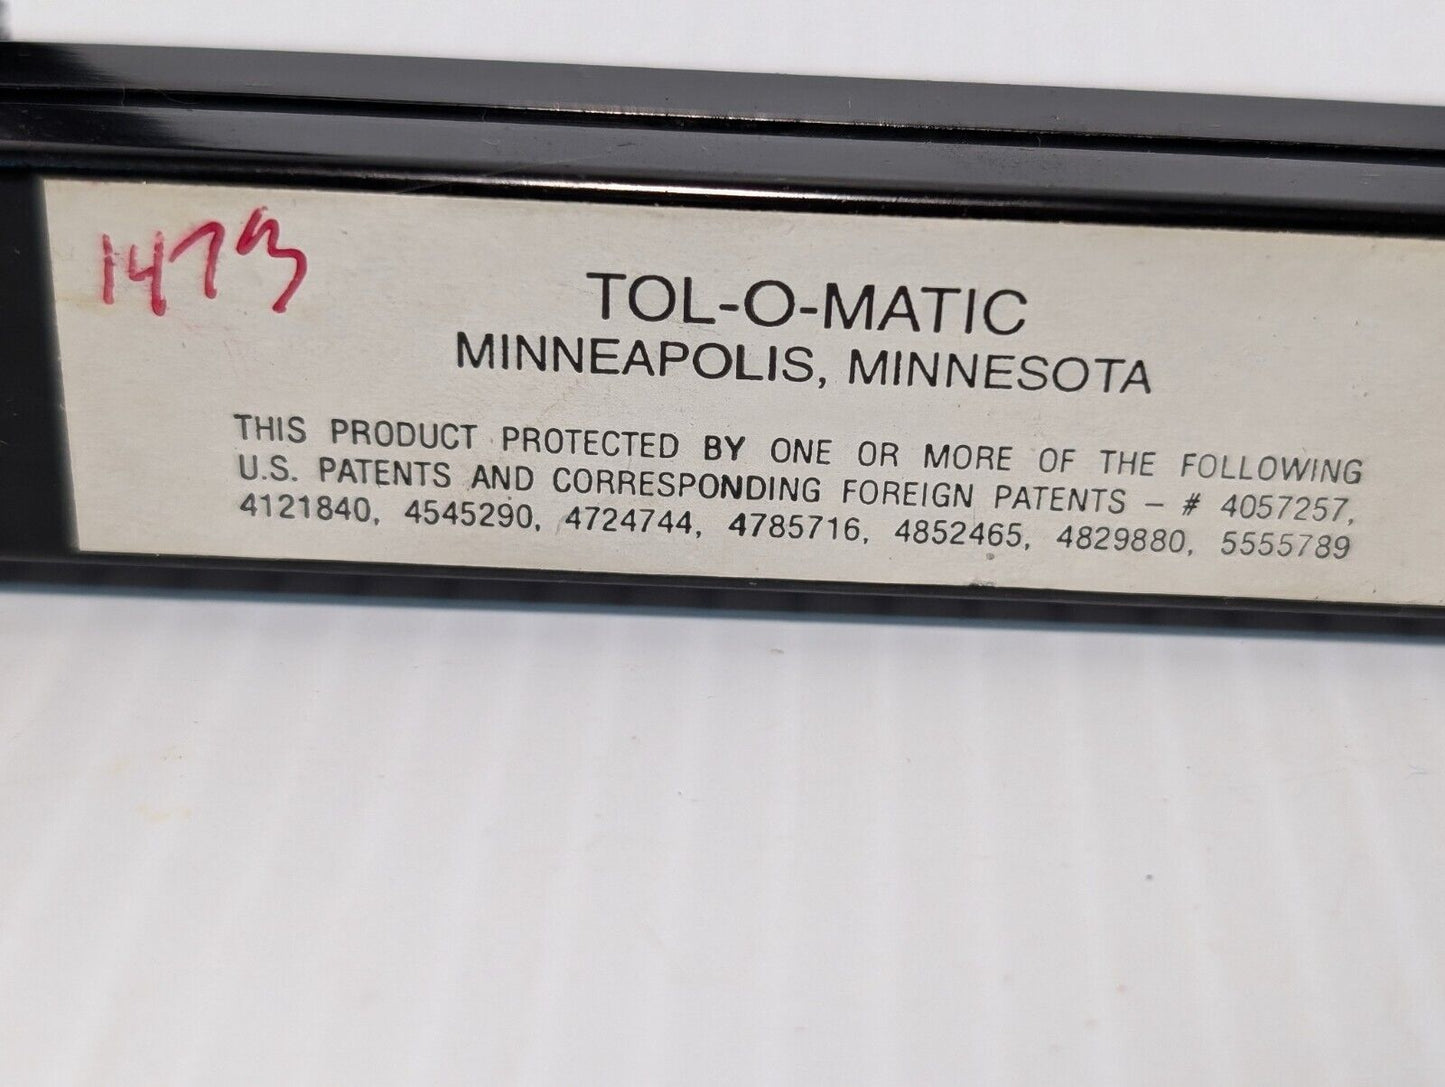 1473
TOL-O-MATIC
MINNEAPOLIS, MINNESOTA
THIS PRODUCT PROTECTED BY ONE OR MORE OF THE FOLLOWING
U.S. PATENTS AND CORRESPONDING FOREIGN PATENTS – # 4057257,
4121840, 4545290, 4724744, 4785716, 4852465, 4829880, 5555789